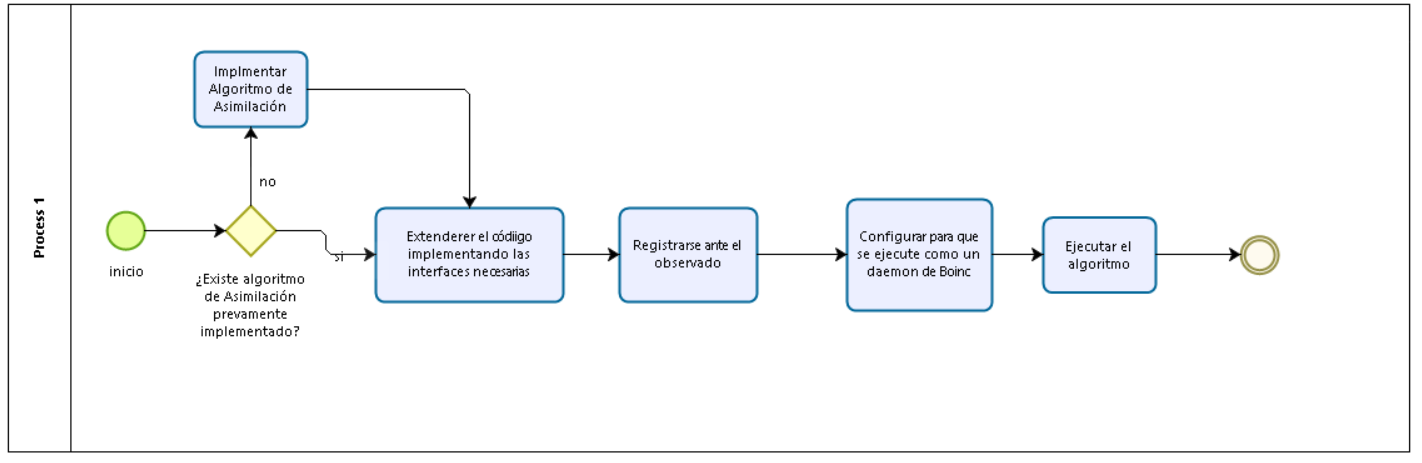 Process 1
inicio
¿Existe algoritmo
de Asimilación
prevamente
implementado?
no
si
Implmentar
Algoritmo de
Asimilación
Extenderer el códiigo
implementando las
interfaces necesarias
Registrarse ante el
observado
Configurar para que
se ejecute como un
daemon de Boinc
Ejecutar el
algoritmo